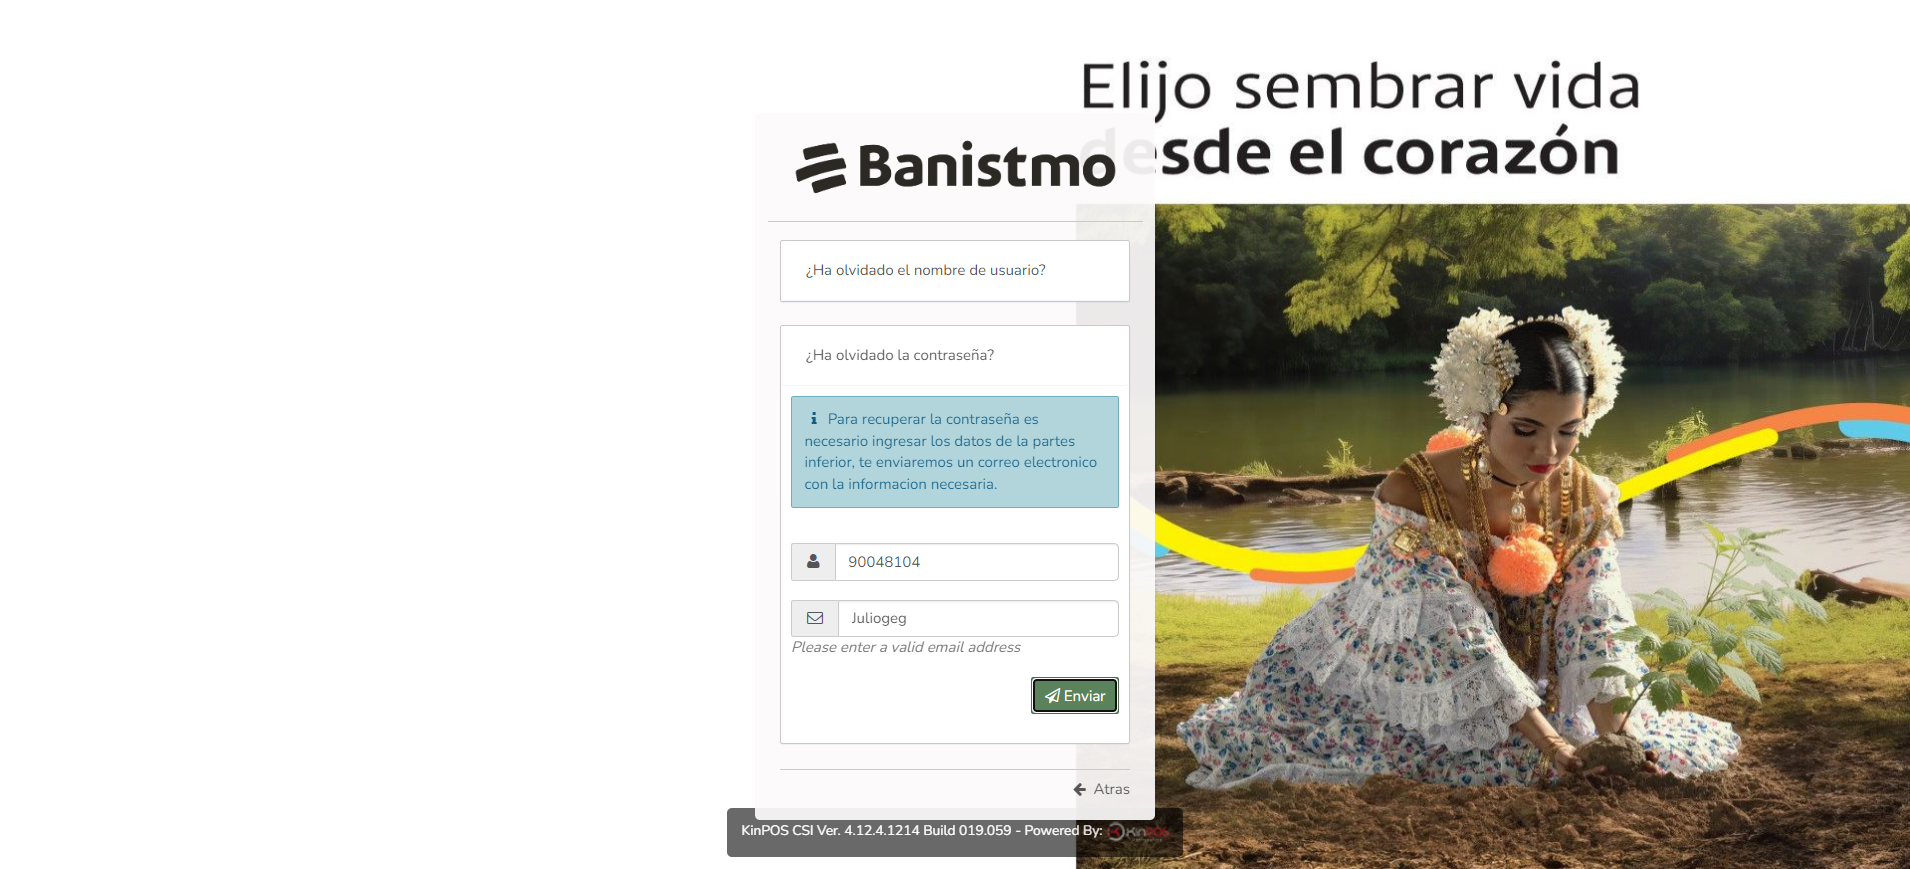 Elijo sembrar vida
desde el corazón
Banistmo
¿Ha olvidado el nombre de usuario?
¿Ha olvidado la contraseña?
Para recuperar la contraseña es
necesario ingresar los datos de la partes
inferior, te enviaremos un correo electronico
con la informacion necesaria.
90048104
Juliogeg
Please enter a valid email address
Enviar
Atras
KinPOS CSI Ver. 4.12.4.1214 Build 019.059 - Powered By: KinPOS